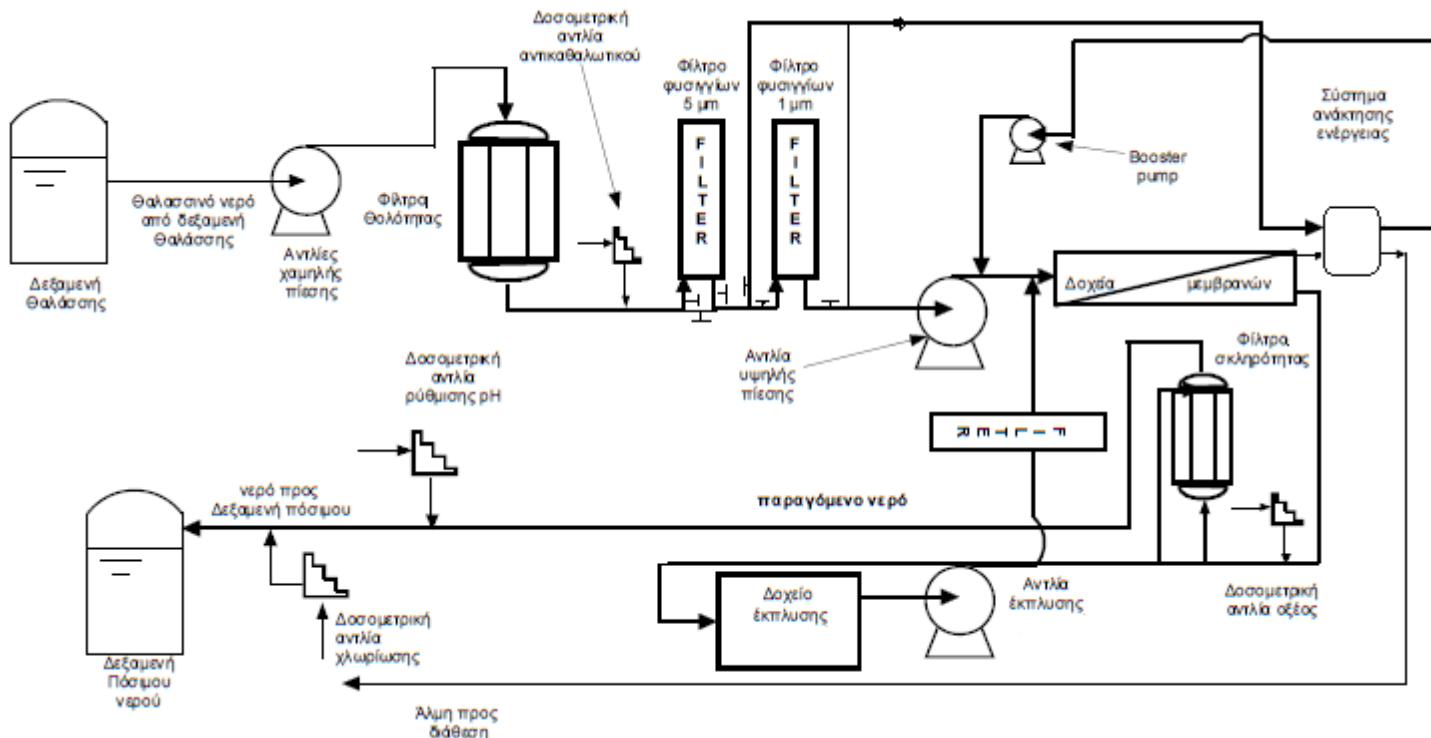 Δοσομετρική
αντλία
αντικαθαλωτικού
Φίλτρο
φυσιγγίων
5 μm
Φίλτρο
φυσιγγίων
1 μm
FILTER
FILTER
Σύστημα
ανάκτησης
ενέργειας
Booster
pump
Θαλασσινό νερό
από δεξαμενή
Θαλάσσης
Φίλτρα
Θολότητας
Αντλίες
χαμηλής
πίεσης
Δεξαμενή
Θαλάσσης
Δοχεία
μεμβρανών
Δοσομετρική
αντλία
ρύθμισης pH
Αντλία
υψηλής
πίεσης
Φίλτρα
σκληρότητας
FILTER
νερό προς
Δεξαμενή πόσιμου
παραγόμενο νερό
Δοχείο
έκπλυσης
Αντλία
έκπλυσης
Δοσομετρική
αντλία οξέος
Δοσομετρική
αντλία
χλωρίωσης
Δεξαμενή
Πόσιμου
νερού
Άλμη προς
διάθεση